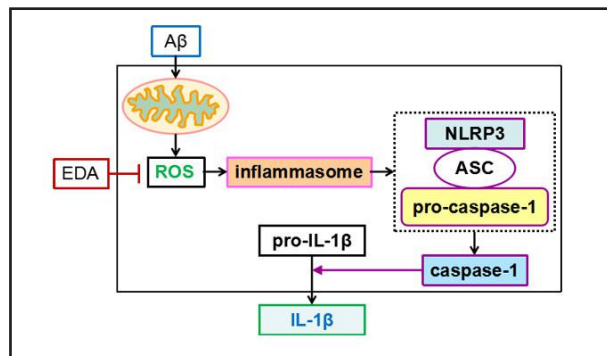 Aβ
EDA
ROS
inflammasome
NLRP3
ASC
pro-caspase-1
pro-IL-1β
caspase-1
IL-1β